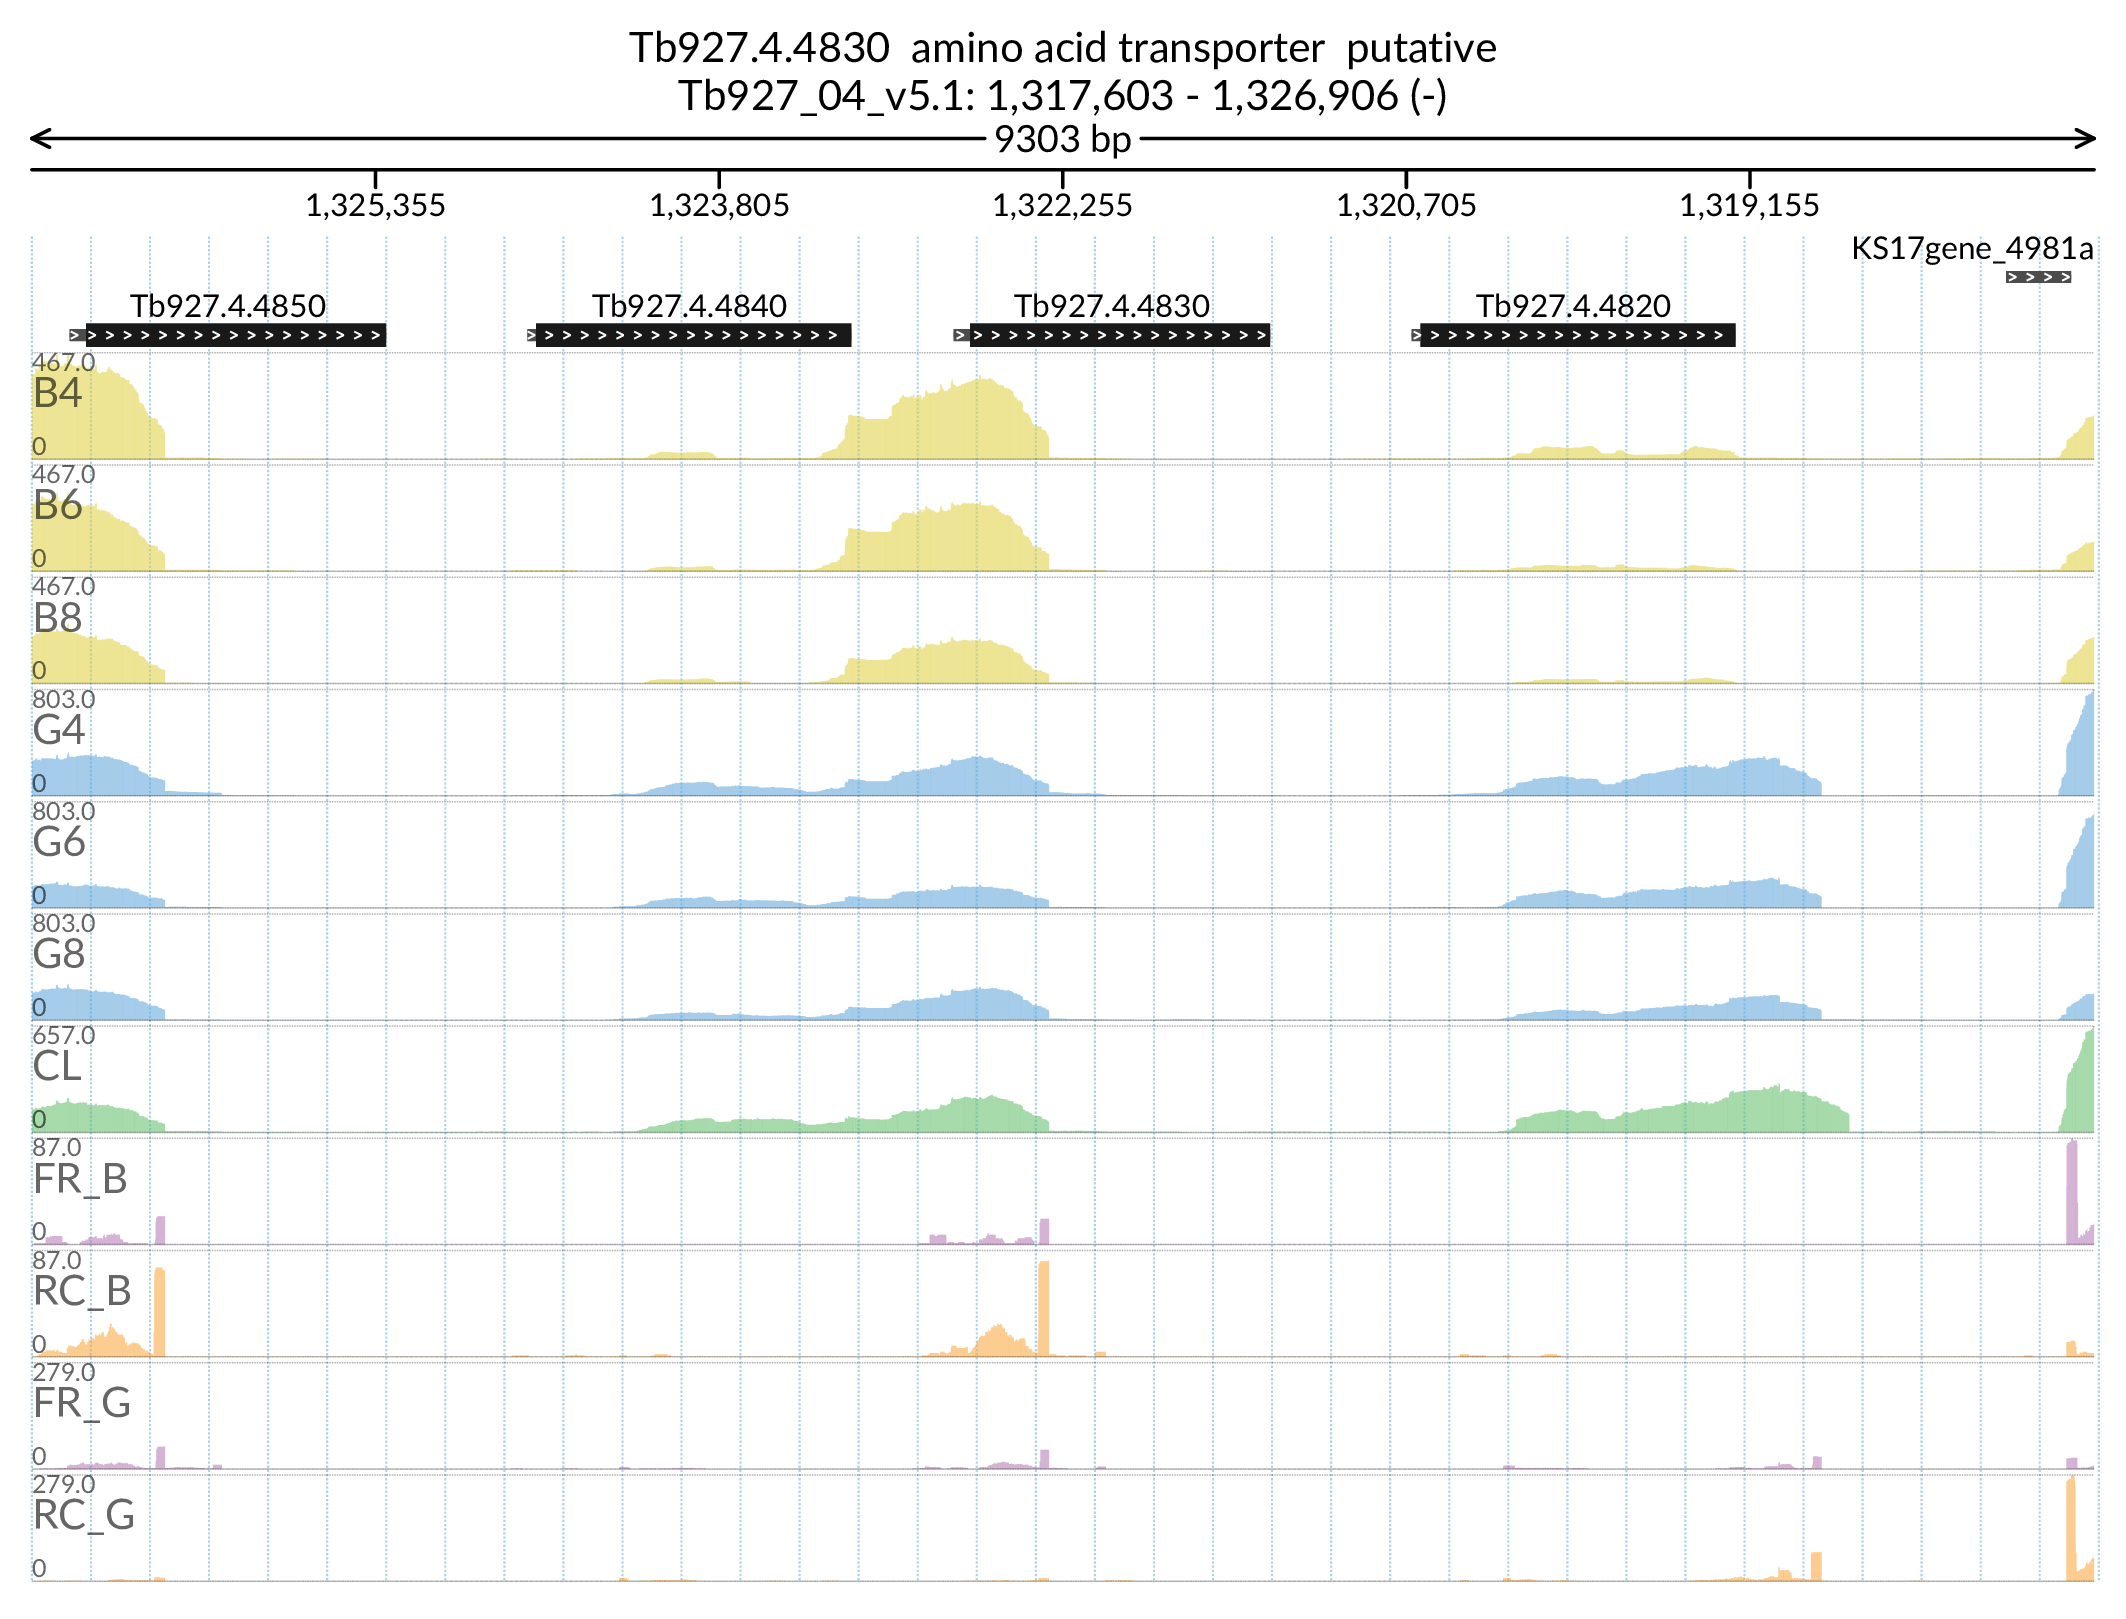 Tb927.4.4830  amino acid transporter  putative
Tb927_04_v5.1: 1,317,603 - 1,326,906 (-)
9303 bp
1,325,355 1,323,805 1,322,255 1,320,705 1,319,155
KS17gene_4981a
Tb927.4.4850 Tb927.4.4840 Tb927.4.4830 Tb927.4.4820
467.0
B4
0
467.0
B6
0
467.0
B8
0
803.0
G4
0
803.0
G6
0
803.0
G8
0
657.0
CL
0
87.0
FR_B
0
87.0
RC_B
0
279.0
FR_G
0
279.0
RC_G
0